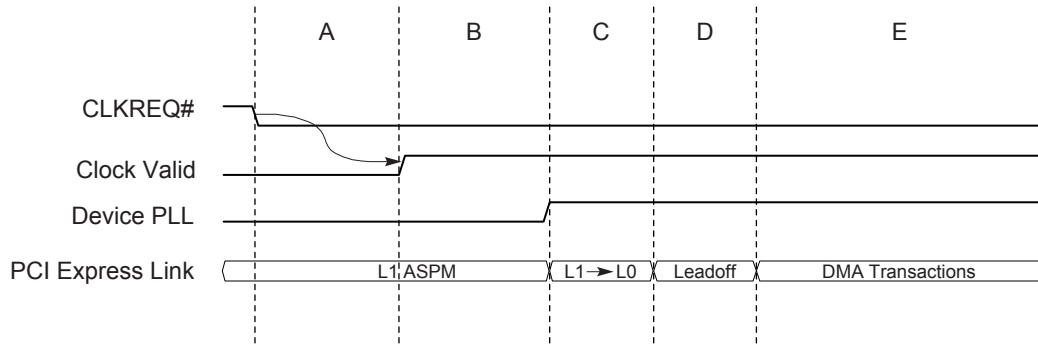 A B C D E
CLKREQ#
Clock Valid
Device PLL
PCI Express Link L1 ASPM L1→L0 Leadoff DMA Transactions